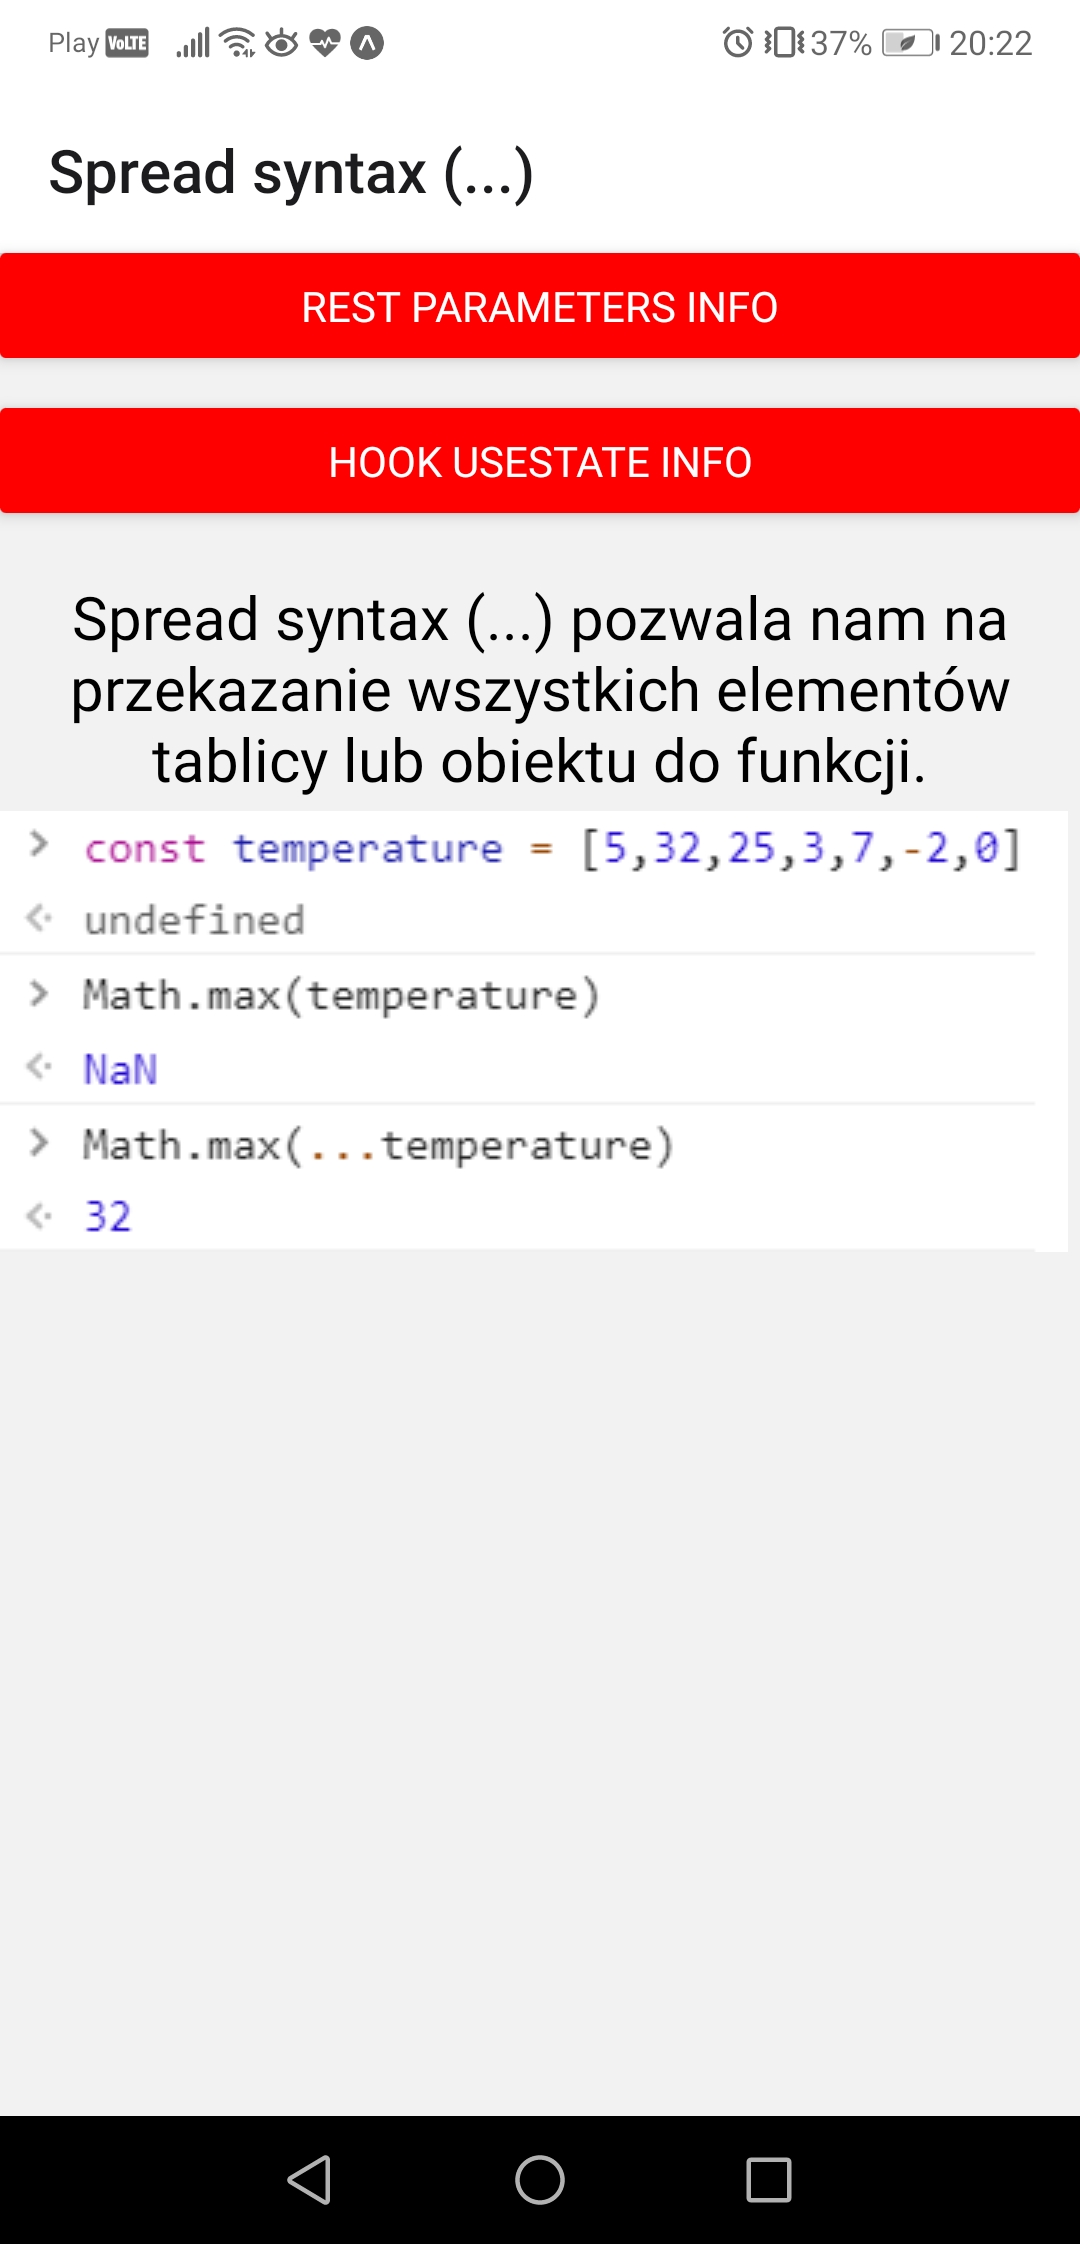 Play VoLTE 37% 20:22
Spread syntax (...)
REST PARAMETERS INFO
HOOK USESTATE INFO
Spread syntax (...) pozwala nam na
przekazanie wszystkich elementów
tablicy lub obiektu do funkcji.
> const temperature = [5,32,25,3,7,-2,0]
<· undefined
> Math.max(temperature)
<· NaN
> Math.max(...temperature)
<· 32